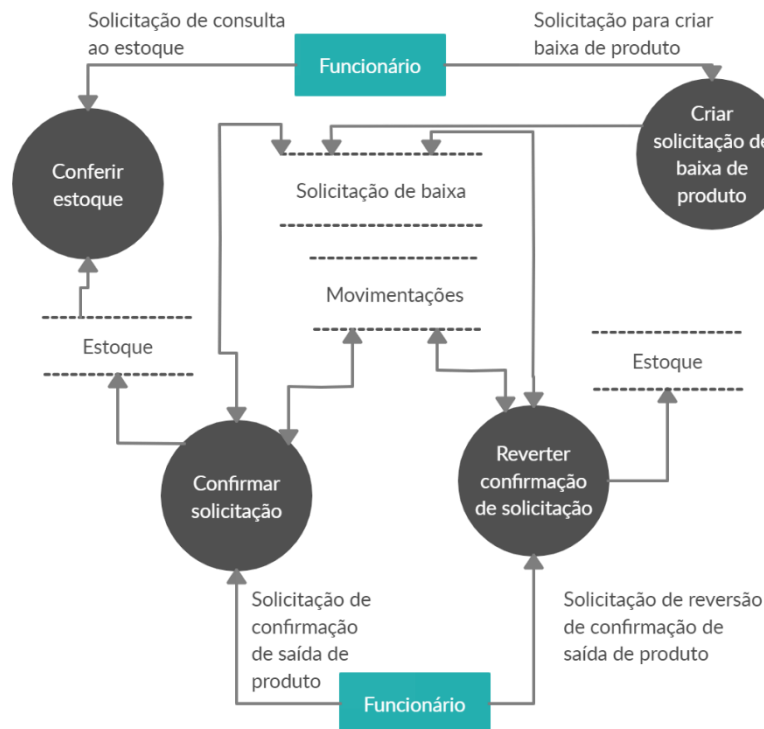 Solicitação de consulta
ao estoque
Solicitação para criar
baixa de produto
Funcionário
Criar
solicitação de
baixa de
produto
Conferir
estoque
Solicitação de baixa
Movimentações
Estoque
Estoque
Confirmar
solicitação
Reverter
confirmação
de solicitação
Solicitação de
confirmação
de saída de
produto
Solicitação de reversão
de confirmação de
saída de produto
Funcionário